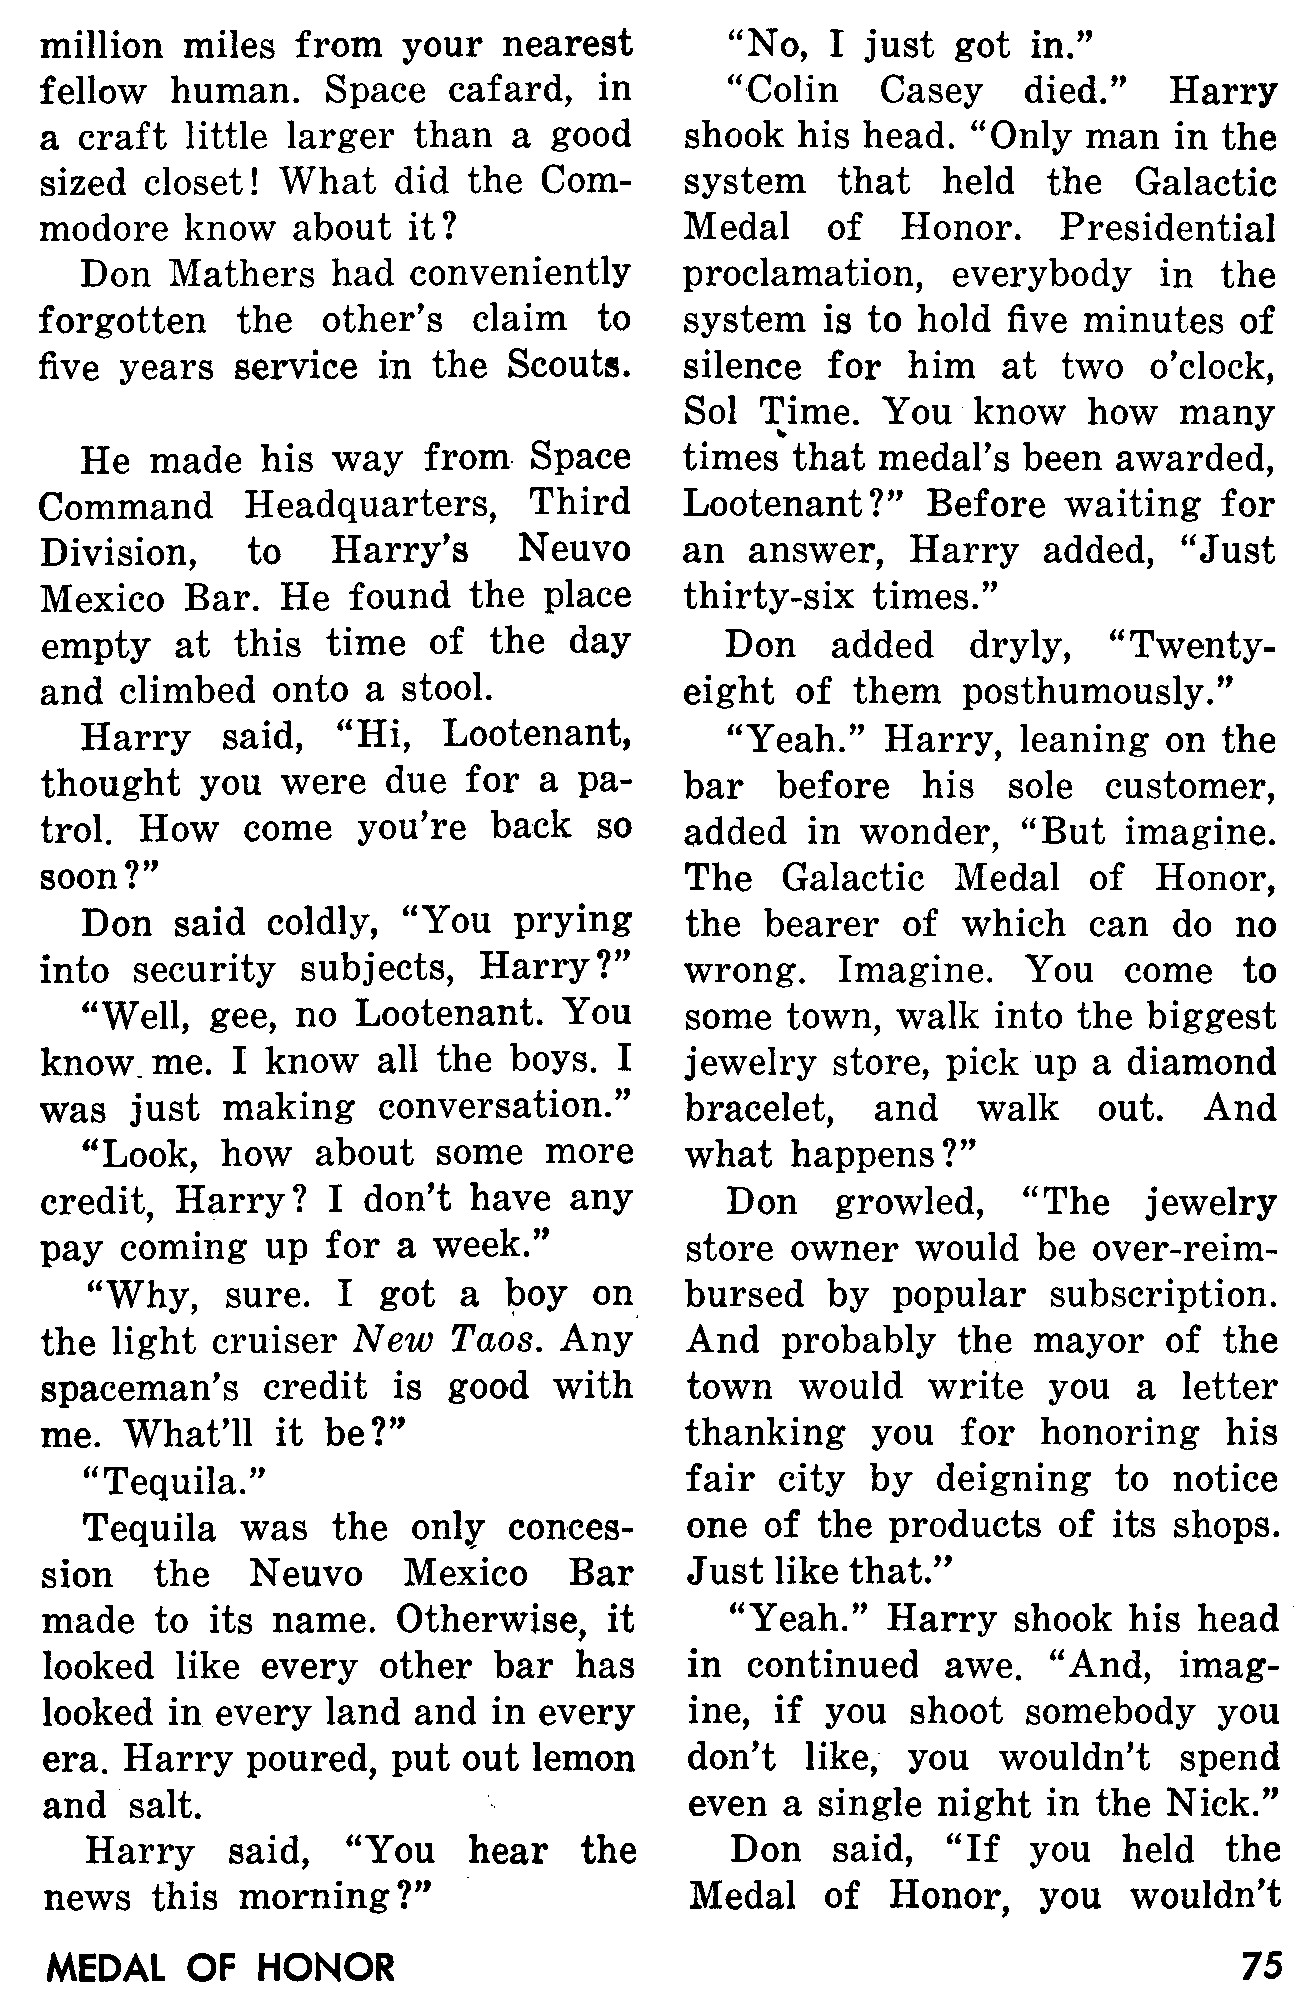 million miles from your nearest
fellow human. Space cafard, in
a craft little larger than a good
sized closet! What did the Com-
modore know about it?
Don Mathers had conveniently
forgotten the other's claim to
five years service in the Scouts.
He made his way from Space
Command Headquarters, Third
Division, to Harry's Neuvo
Mexico Bar. He found the place
empty at this time of the day
and climbed onto a stool.
Harry said, “Hi, Lootenant,
thought you were due for a pa-
trol. How come you're back so
soon?”
Don said coldly, “You prying
into security subjects, Harry?”
“Well, gee, no Lootenant. You
know me. I know all the boys. I
was just making conversation.”
“Look, how about some more
credit, Harry? I don't have any
pay coming up for a week.”
“Why, sure. I got a boy on
the light cruiser New Taos. Any
spaceman's credit is good with
me. What'll it be?”
“Tequila.”
Tequila was the only conces-
sion the Neuvo Mexico Bar
made to its name. Otherwise, it
looked like every other bar has
looked in every land and in every
era. Harry poured, put out lemon
and salt.
Harry said, “You hear the
news this morning?”
“No, I just got in.”
“Colin Casey died.” Harry
shook his head. “Only man in the
system that held the Galactic
Medal of Honor. Presidential
proclamation, everybody in the
system is to hold five minutes of
silence for him at two o'clock,
Sol Time. You know how many
times that medal's been awarded,
Lootenant?” Before waiting for
an answer, Harry added, “Just
thirty-six times.”
Don added dryly, “Twenty-
eight of them posthumously.”
“Yeah.” Harry, leaning on the
bar before his sole customer,
added in wonder, “But imagine.
The Galactic Medal of Honor,
the bearer of which can do no
wrong. Imagine. You come to
some town, walk into the biggest
jewelry store, pick up a diamond
bracelet, and walk out. And
what happens?”
Don growled, “The jewelry
store owner would be over-reim-
bursed by popular subscription.
And probably the mayor of the
town would write you a letter
thanking you for honoring his
fair city by deigning to notice
one of the products of its shops.
Just like that.”
“Yeah.” Harry shook his head
in continued awe. “And, imag-
ine, if you shoot somebody you
don't like, you wouldn't spend
even a single night in the Nick.”
Don said, “If you held the
Medal of Honor, you wouldn't
MEDAL OF HONOR 75